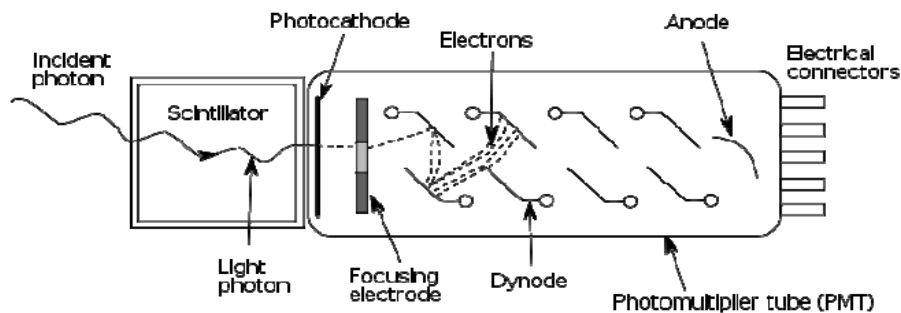 Photocathode
Anode
Electrons
Incident
photon
Electrical
connectors
Scintillator
Light
photon
Focusing
electrode
Dynode
Photomultiplier tube (PMT)